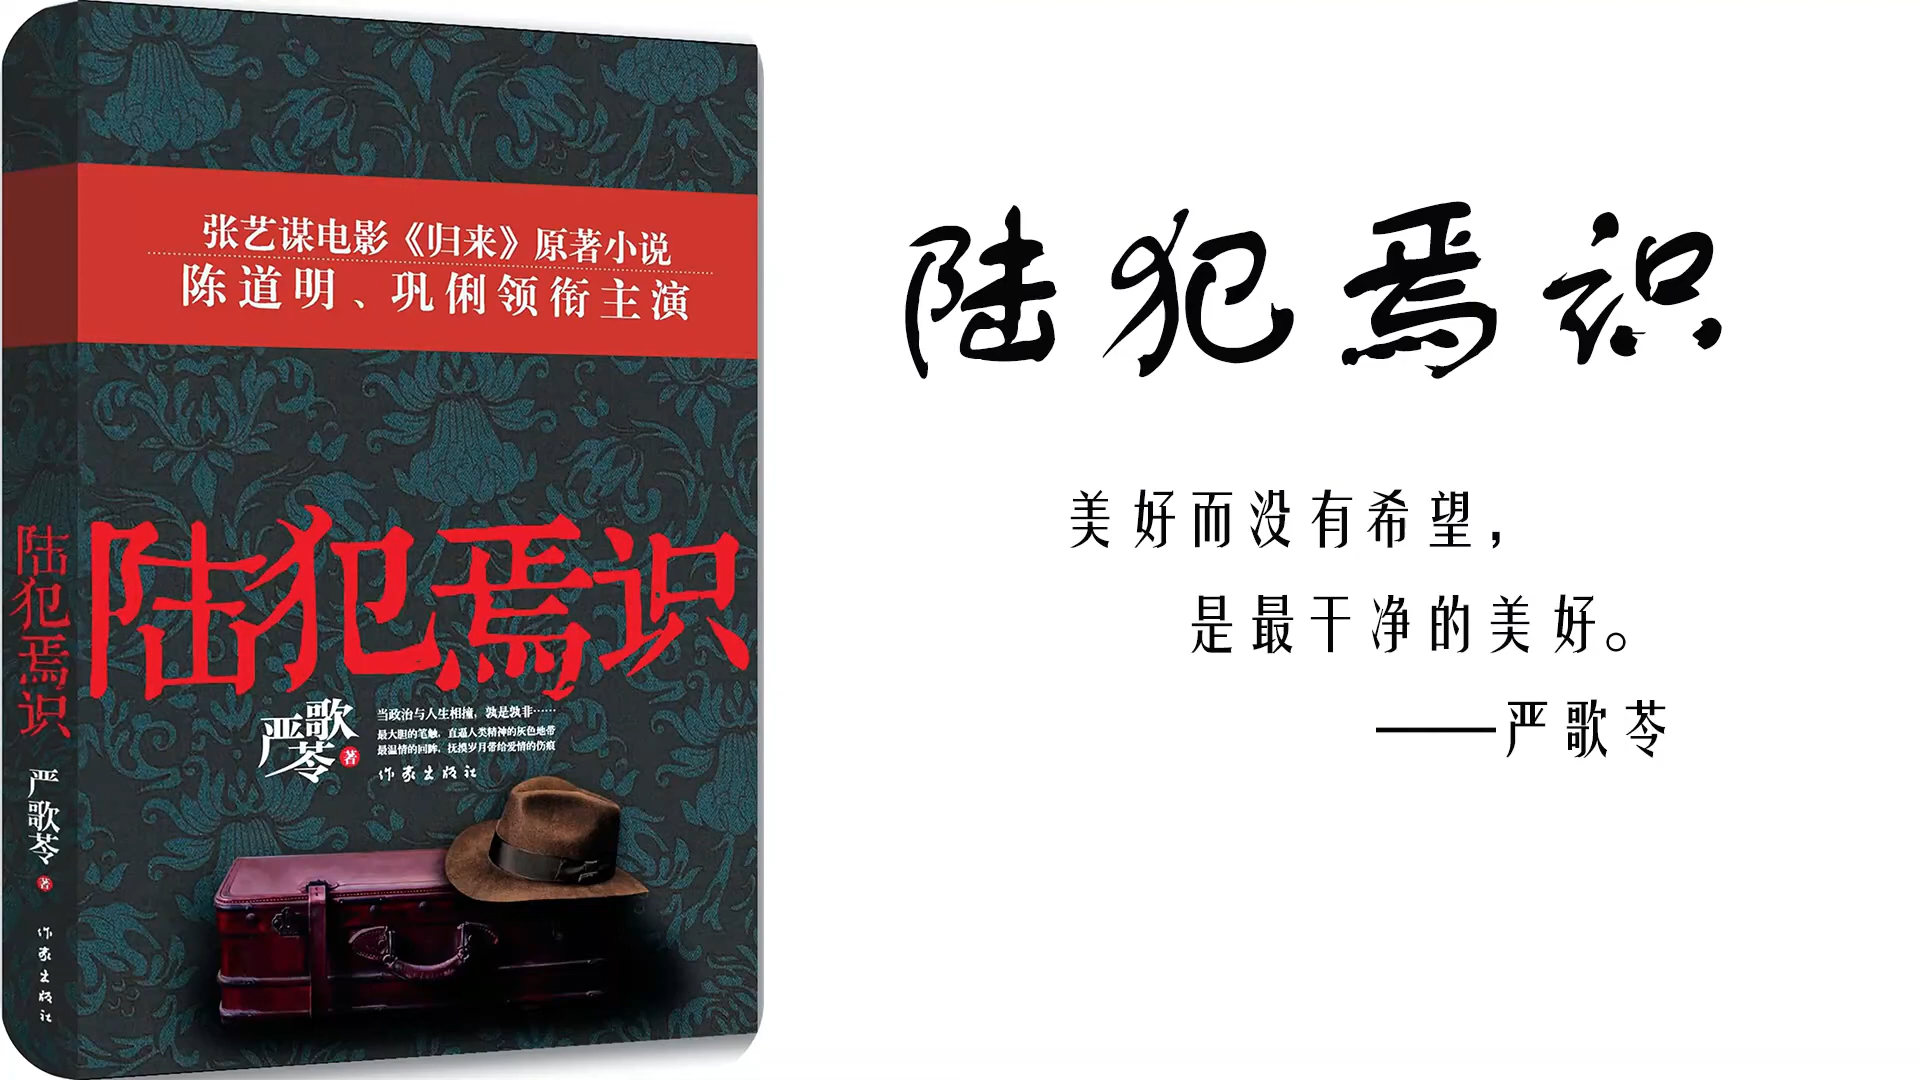 张艺谋电影《归来》原著小说
陈道明、巩俐领衔主演
陆犯焉识
严歌苓 著
当政治与人生相撞，孰是孰非……
最大胆的笔触，直逼人类精神的灰色地带
最温情的回眸，抚摸岁月带给爱情的伤痕
作家出版社
陆犯焉识
严歌苓 著
作家出版社
陆犯焉识
美好而没有希望，
是最干净的美好。
——严歌苓